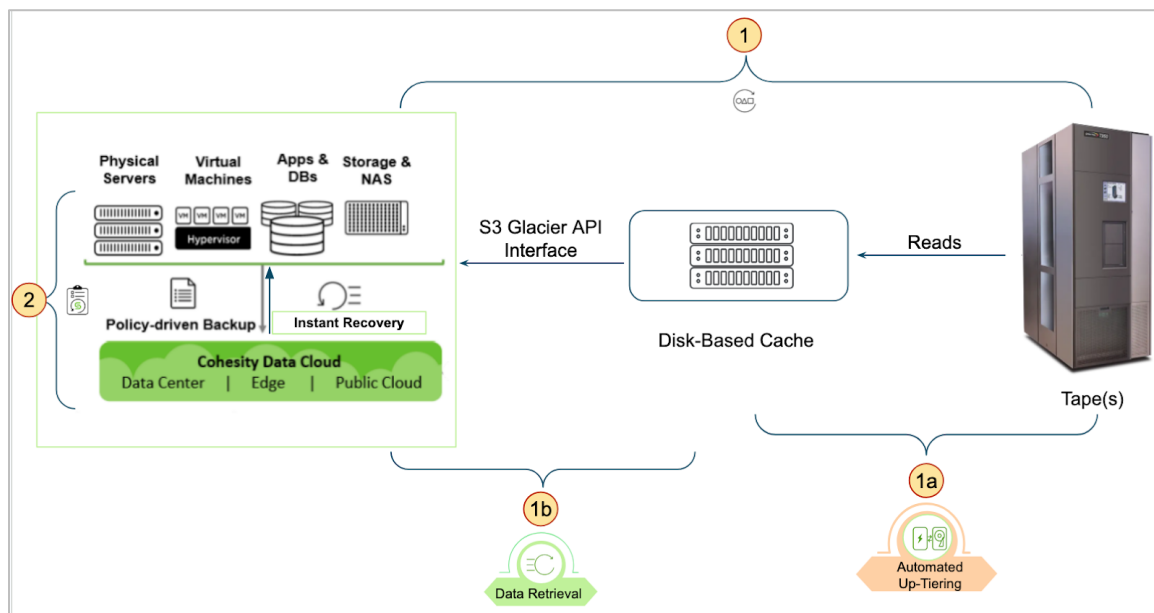 1
Physical
Servers
Virtual
Machines
Apps &
DBs
Storage &
NAS
VM VM VM VM
Hypervisor
S3 Glacier API
Interface
Reads
2
Policy-driven Backup
Instant Recovery
Disk-Based Cache
Cohesity Data Cloud
Data Center | Edge | Public Cloud
Tape(s)
1a
1b
Automated
Up-Tiering
Data Retrieval